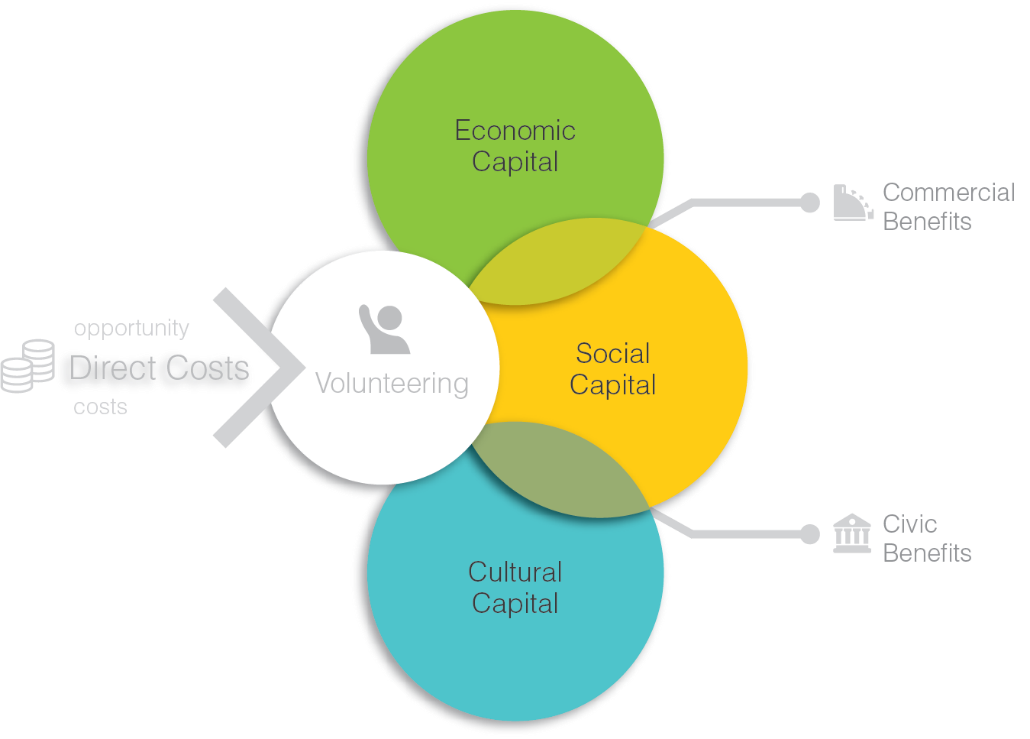 Economic
Capital
Commercial
Benefits
opportunity
Direct Costs
costs
Volunteering
Social
Capital
Civic
Benefits
Cultural
Capital